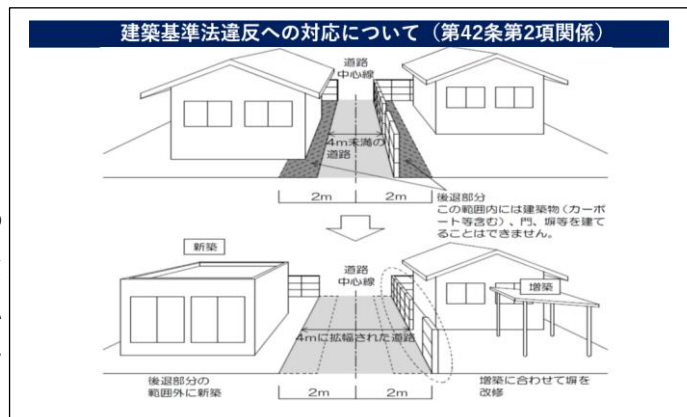 建築基準法違反への対応について（第42条第2項関係）
道路
中心線
4m未満の
道路
2m
2m
後退部分
この範囲内には建築物（カーポ
ート等含む）、門、塀等を建て
ることはできません。
新築
道路
中心線
増築
4mに拡幅された道路
後退部分の
範囲外に新築
2m
2m
増築に合わせて塀を
改修